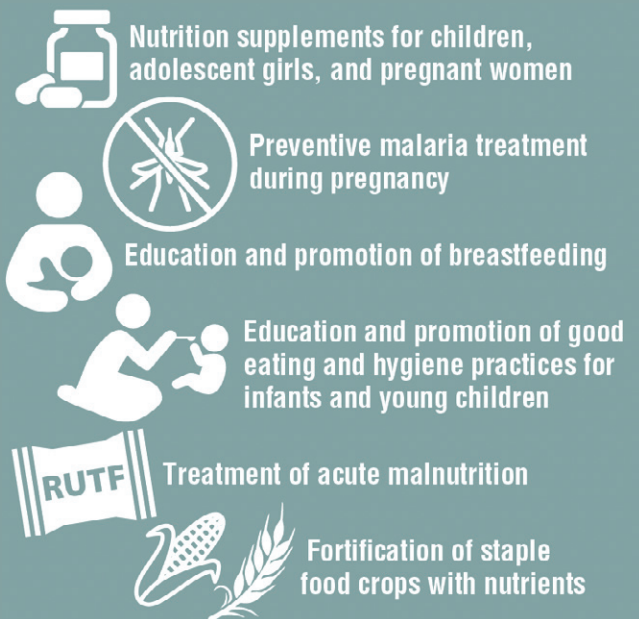 Nutrition supplements for children,
adolescent girls, and pregnant women
Preventive malaria treatment
during pregnancy
Education and promotion of breastfeeding
Education and promotion of good
eating and hygiene practices for
infants and young children
RUTF
Treatment of acute malnutrition
Fortification of staple
food crops with nutrients